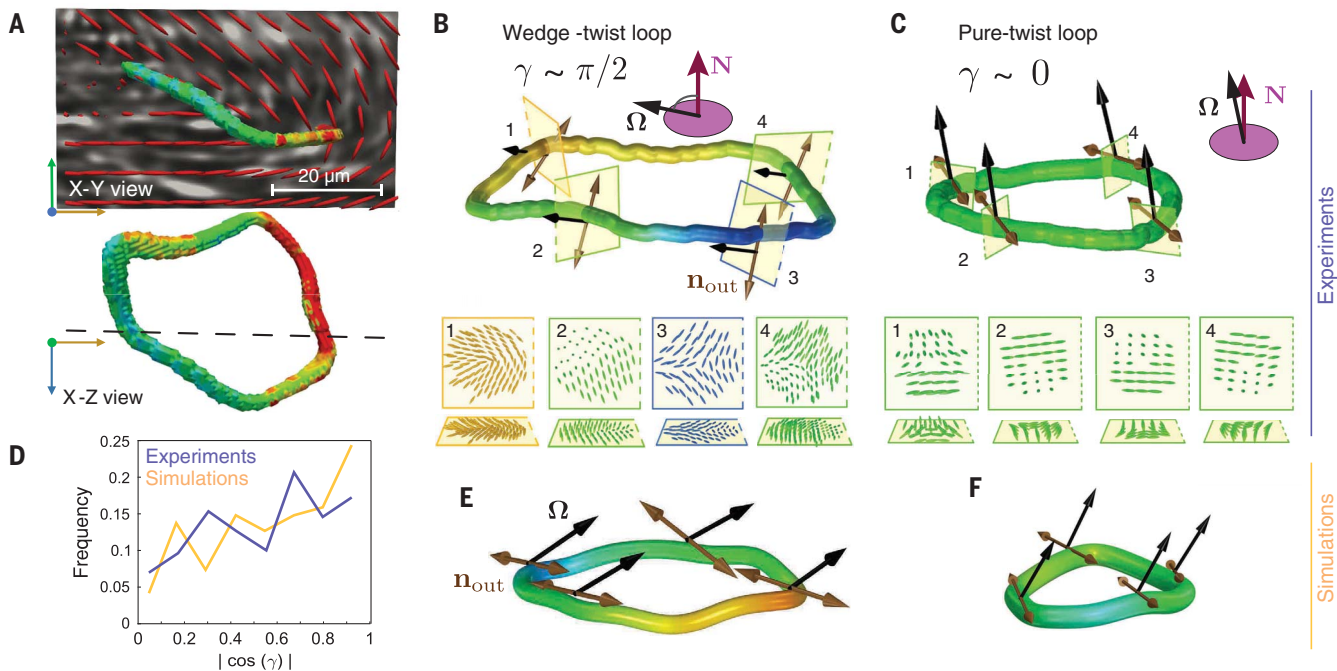 A
X-Y view
20 μm
X-Z view
B
Wedge -twist loop
γ ~ π/2
N
Ω
1
2
3
4
n_out
1
2
3
4
C
Pure-twist loop
γ ~ 0
N
Ω
1
2
3
4
1
2
3
4
Experiments
D
Experiments
Simulations
Frequency
0.25
0.2
0.15
0.1
0.05
0
0
0.2
0.4
0.6
0.8
1
| cos (γ) |
E
Ω
n_out
F
Simulations